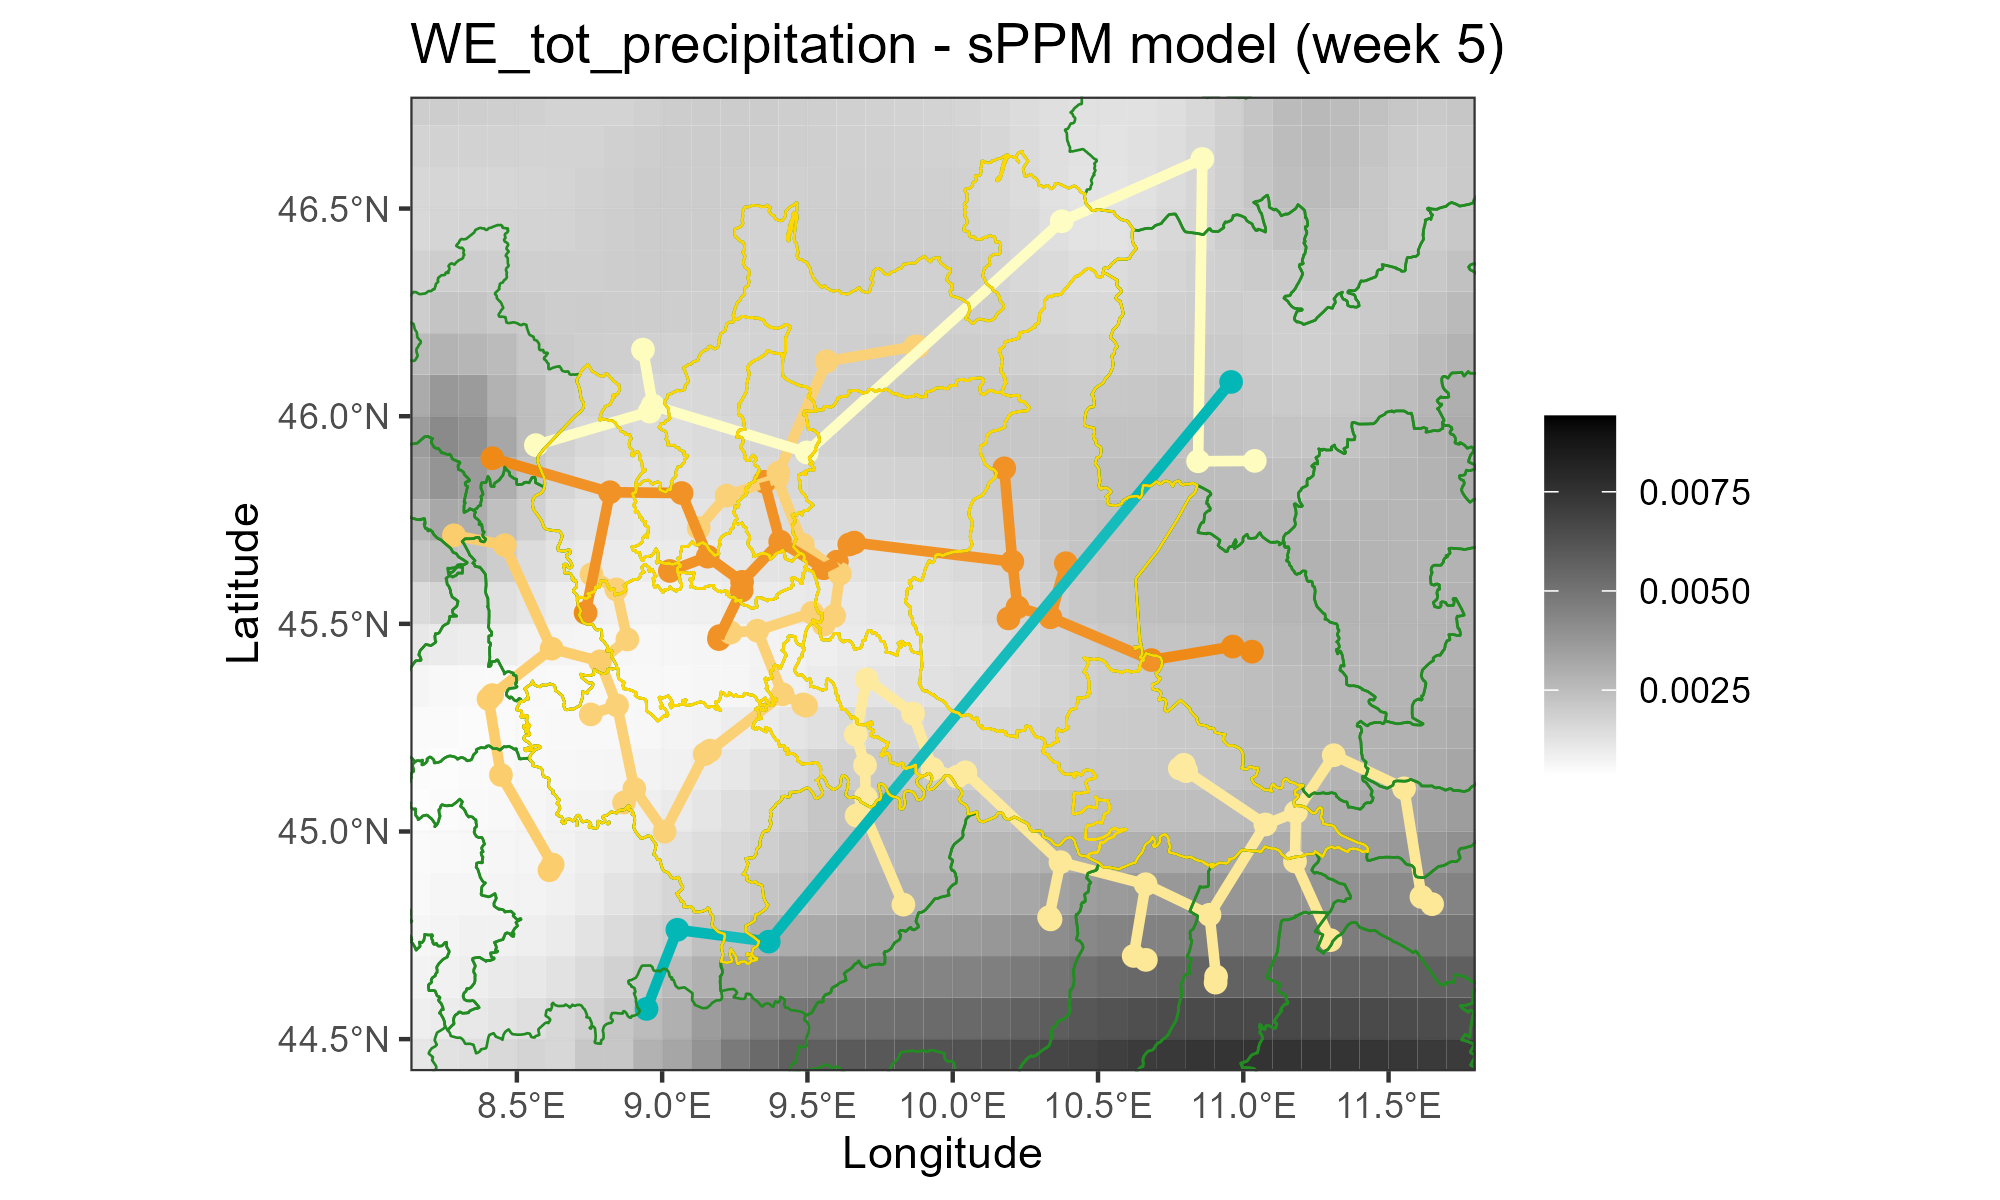 WE_tot_precipitation - sPPM model (week 5)
46.5°N
46.0°N
45.5°N
45.0°N
44.5°N
Latitude
8.5°E 9.0°E 9.5°E 10.0°E 10.5°E 11.0°E 11.5°E
Longitude
0.0075
0.0050
0.0025